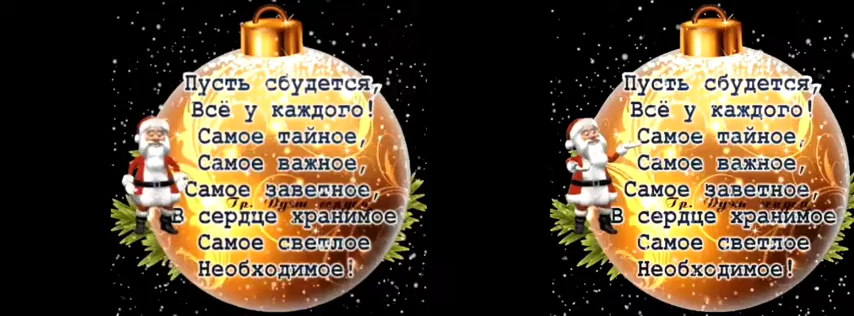 Пусть сбудется,
Всё у каждого!
Самое тайное,
Самое важное,
Самое заветное,
В сердце хранимое
Самое светлое
Необходимое!
Пусть сбудется,
Всё у каждого!
Самое тайное,
Самое важное,
Самое заветное,
В сердце хранимое
Самое светлое
Необходимое!